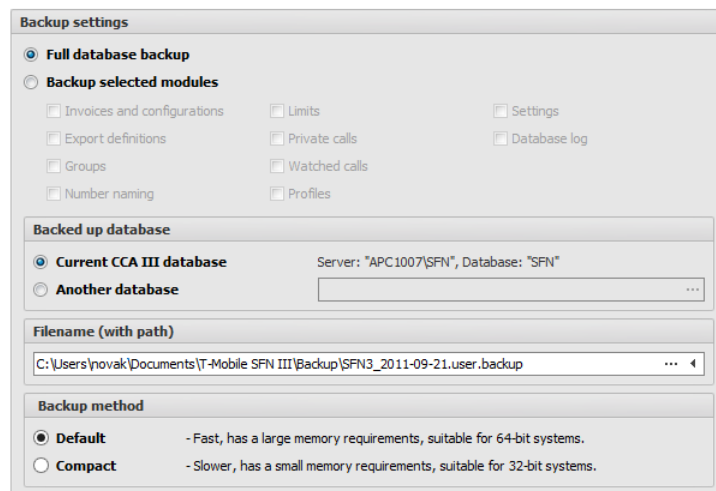 Backup settings
Full database backup
Backup selected modules
Invoices and configurations Limits Settings
Export definitions Private calls Database log
Groups Watched calls
Number naming Profiles
Backed up database
Current CCA III database Server: "APC1007\SFN", Database: "SFN"
Another database ...
Filename (with path)
C:\Users\novak\Documents\T-Mobile SFN III\Backup\SFN3_2011-09-21.user.backup ...
Backup method
Default - Fast, has a large memory requirements, suitable for 64-bit systems.
Compact - Slower, has a small memory requirements, suitable for 32-bit systems.